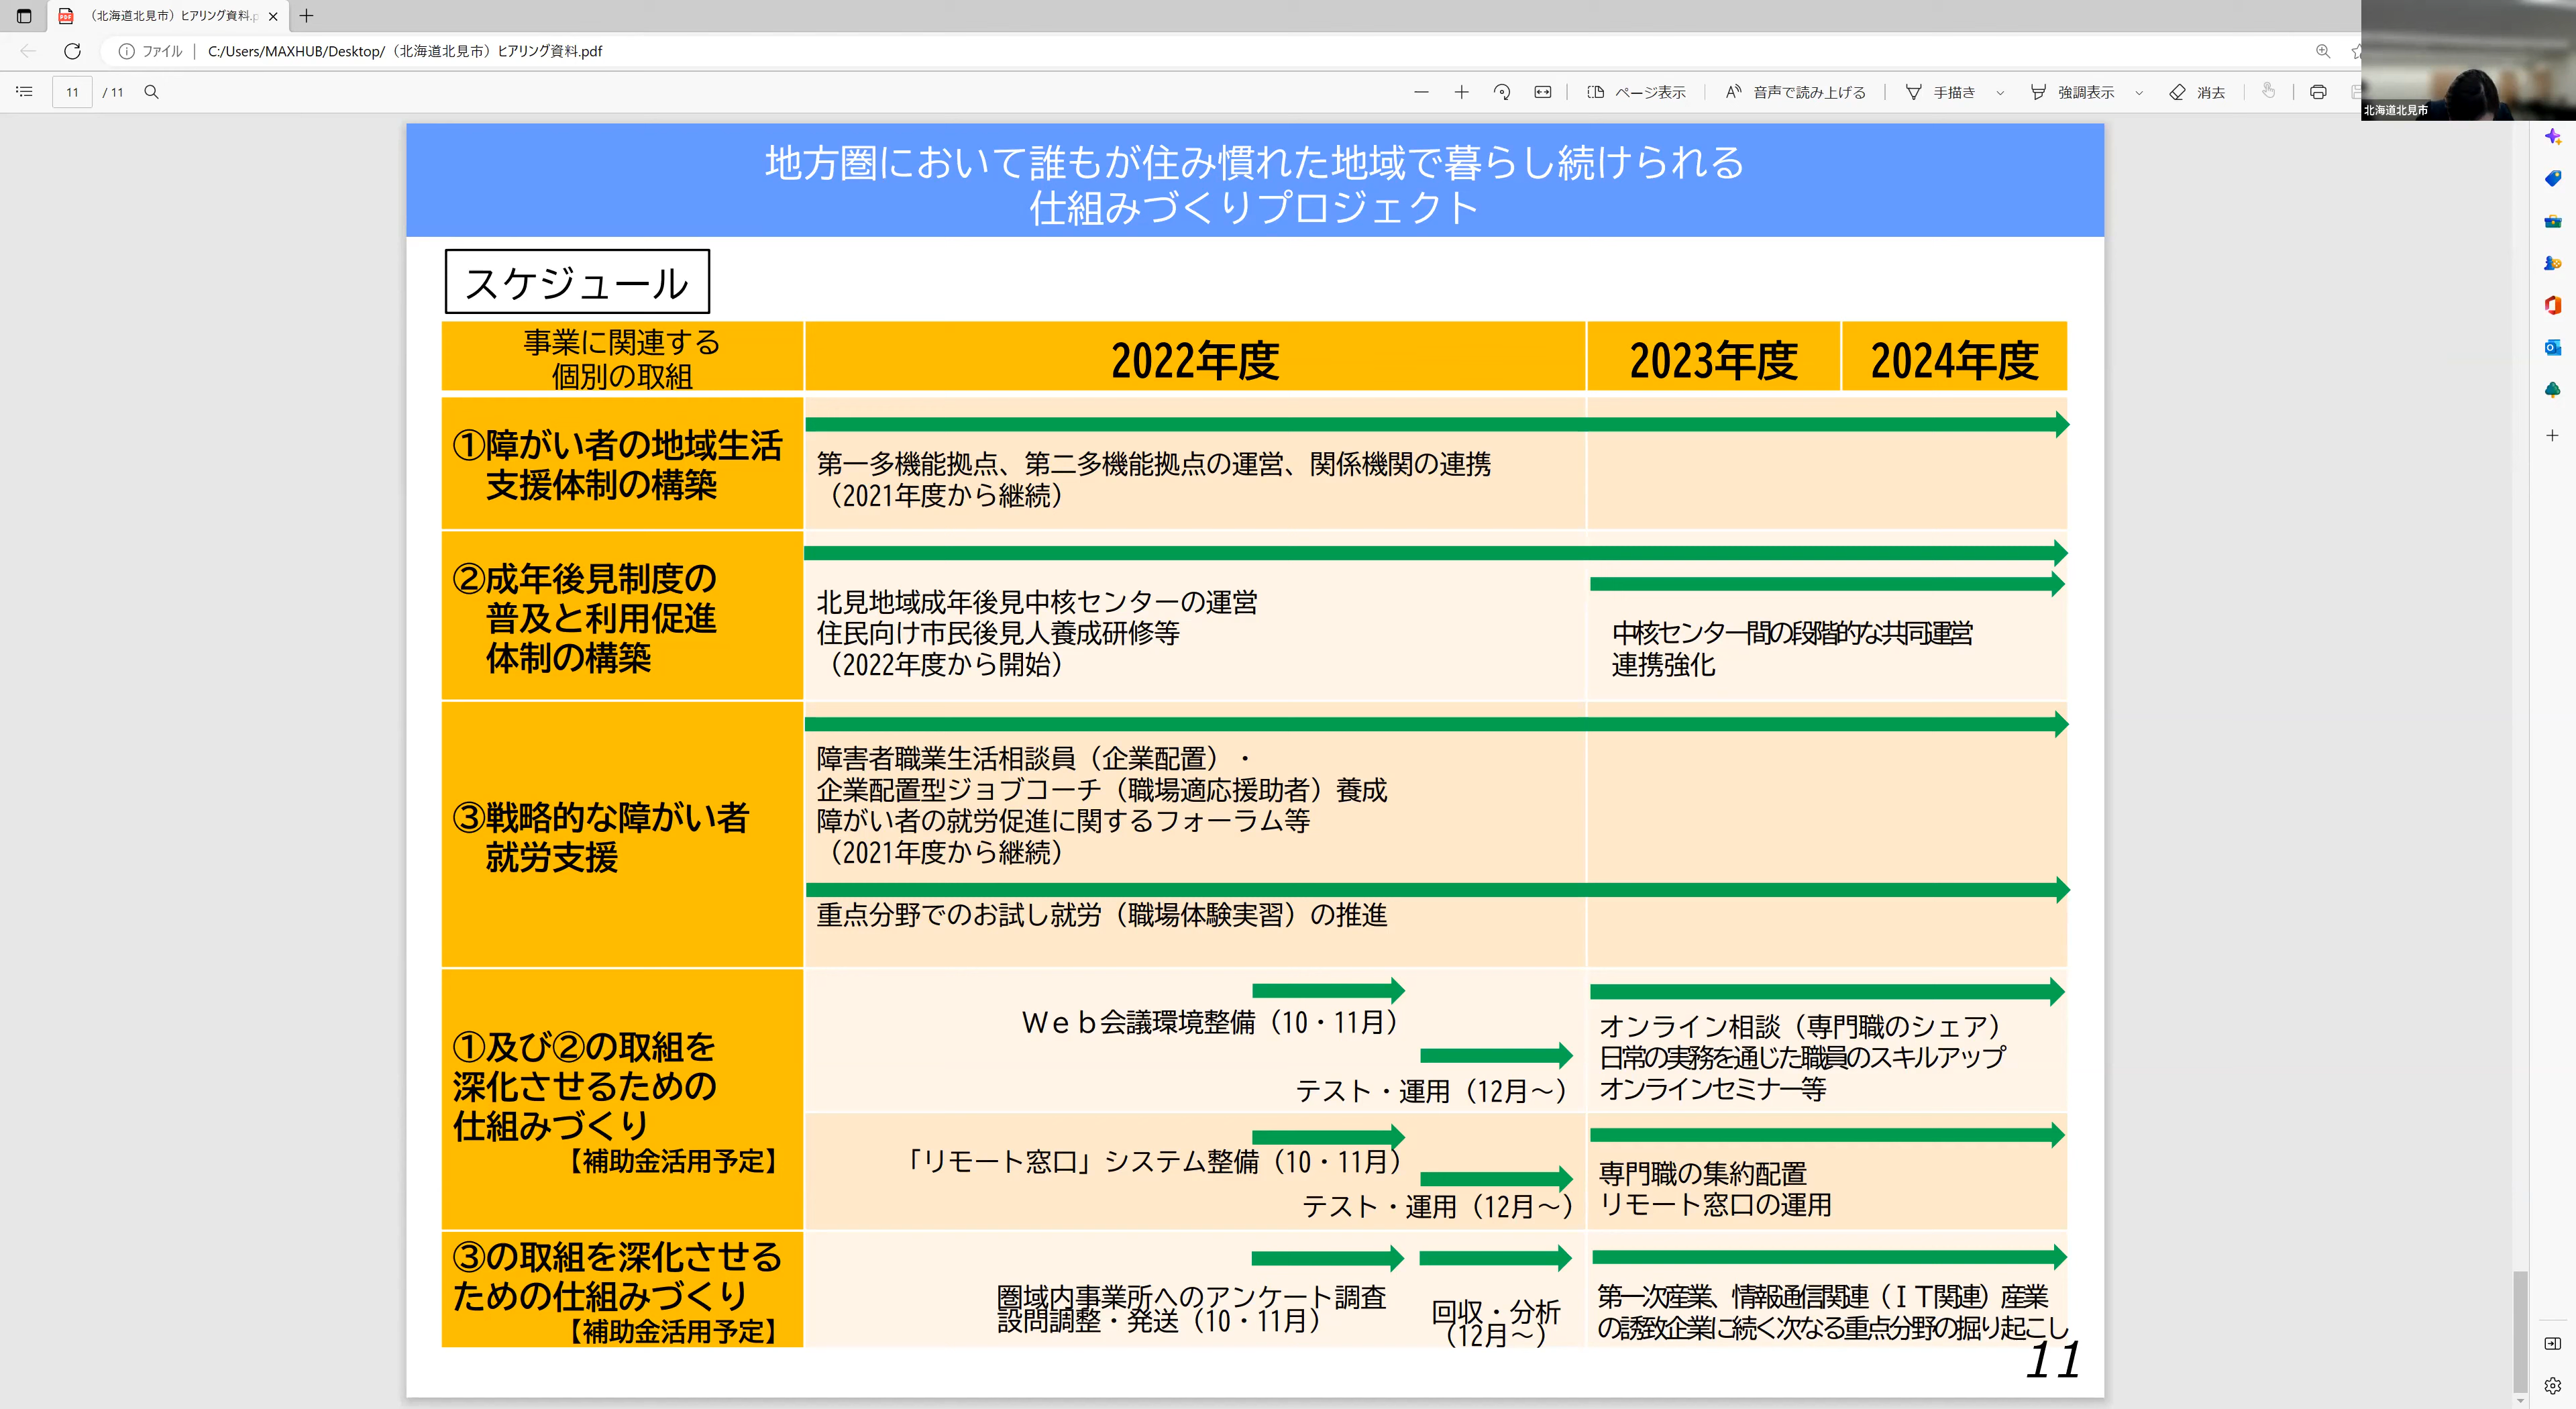 （北海道北見市）ヒアリング資料.p
ファイル C:/Users/MAXHUB/Desktop/（北海道北見市）ヒアリング資料.pdf
11 / 11
ページ表示 音声で読み上げる 手描き 強調表示 消去
北海道北見市
地方圏において誰もが住み慣れた地域で暮らし続けられる
仕組みづくりプロジェクト
スケジュール
事業に関連する
個別の取組
2022年度
2023年度
2024年度
①障がい者の地域生活
支援体制の構築
第一多機能拠点、第二多機能拠点の運営、関係機関の連携
（2021年度から継続）
②成年後見制度の
普及と利用促進
体制の構築
北見地域成年後見中核センターの運営
住民向け市民後見人養成研修等
（2022年度から開始）
中核センター間の段階的な共同運営
連携強化
③戦略的な障がい者
就労支援
障害者職業生活相談員（企業配置）・
企業配置型ジョブコーチ（職場適応援助者）養成
障がい者の就労促進に関するフォーラム等
（2021年度から継続）
重点分野でのお試し就労（職場体験実習）の推進
①及び②の取組を
深化させるための
仕組みづくり
【補助金活用予定】
Ｗｅｂ会議環境整備（10・11月）
テスト・運用（12月～）
オンライン相談（専門職のシェア）
日常の実務を通じた職員のスキルアップ
オンラインセミナー等
「リモート窓口」システム整備（10・11月）
テスト・運用（12月～）
専門職の集約配置
リモート窓口の運用
③の取組を深化させる
ための仕組みづくり
【補助金活用予定】
圏域内事業所へのアンケート調査
設問調整・発送（10・11月）
回収・分析
（12月～）
第一次産業、情報通信関連（ＩＴ関連）産業
の誘致企業に続く次なる重点分野の掘り起こし
11